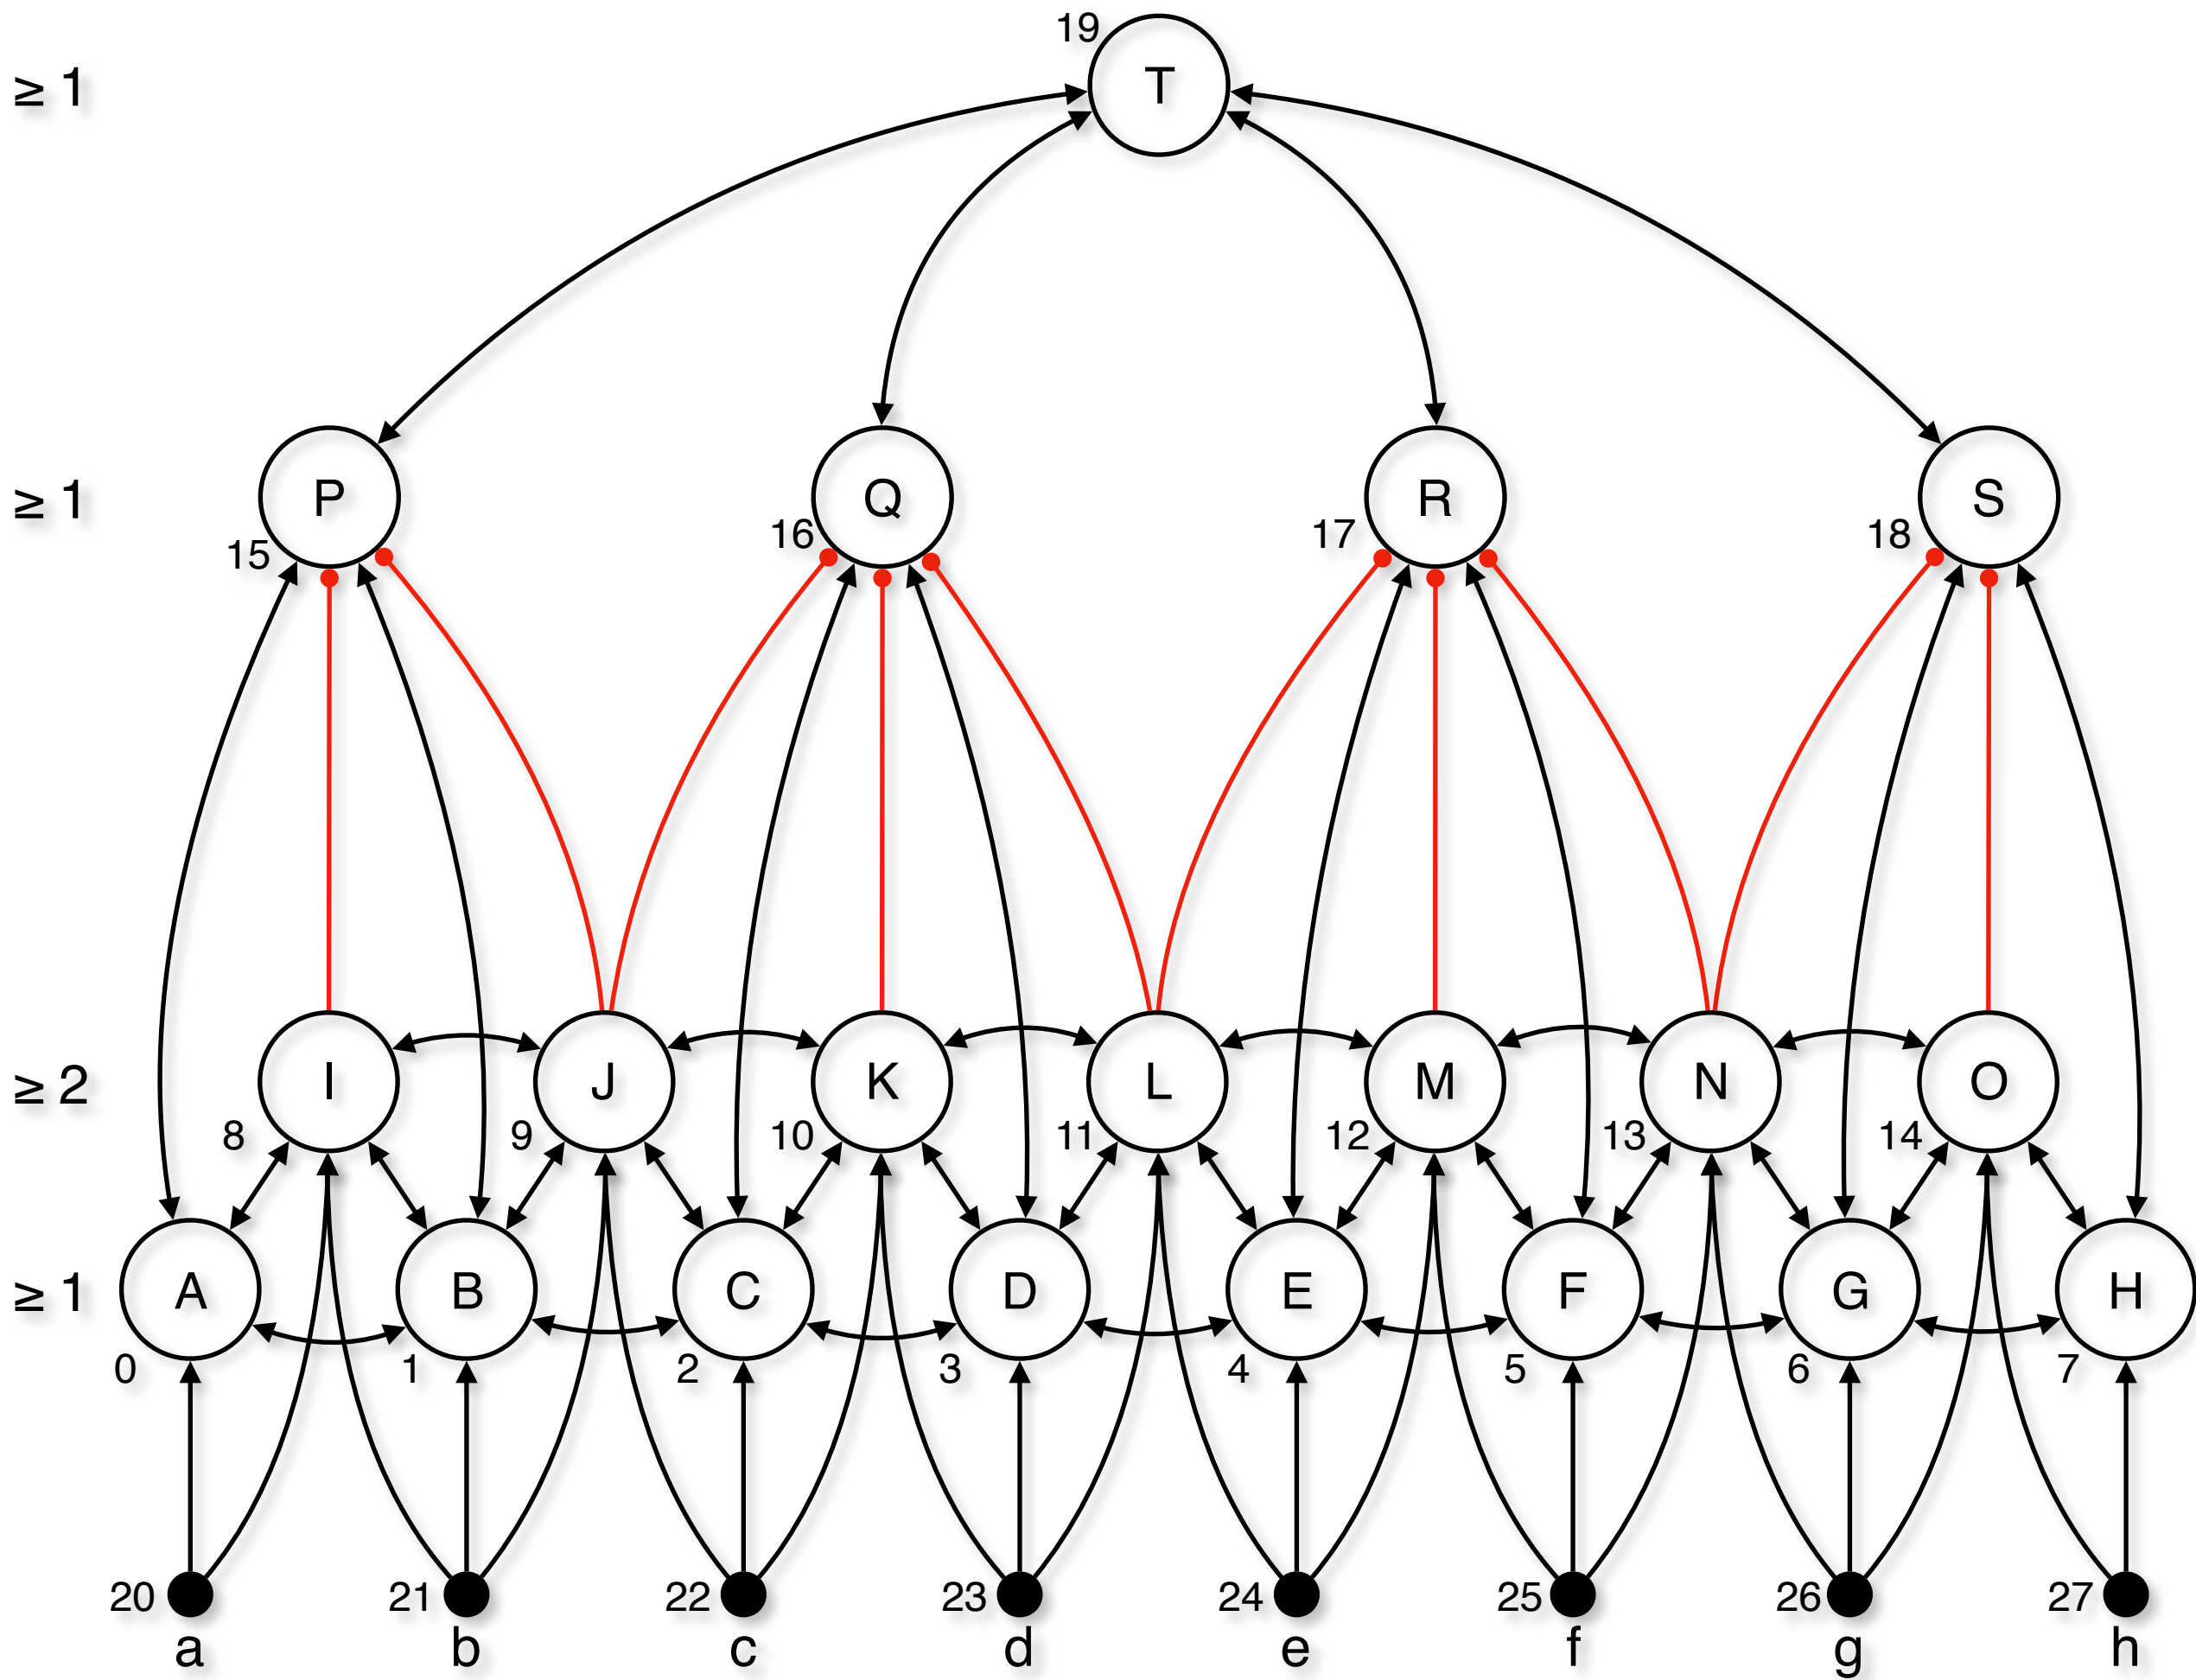 19
≥ 1 T
≥ 1 P Q R S
15 16 17 18
≥ 2 I J K L M N O
8 9 10 11 12 13 14
≥ 1 A B C D E F G H
0 1 2 3 4 5 6 7
20 21 22 23 24 25 26 27
a b c d e f g h